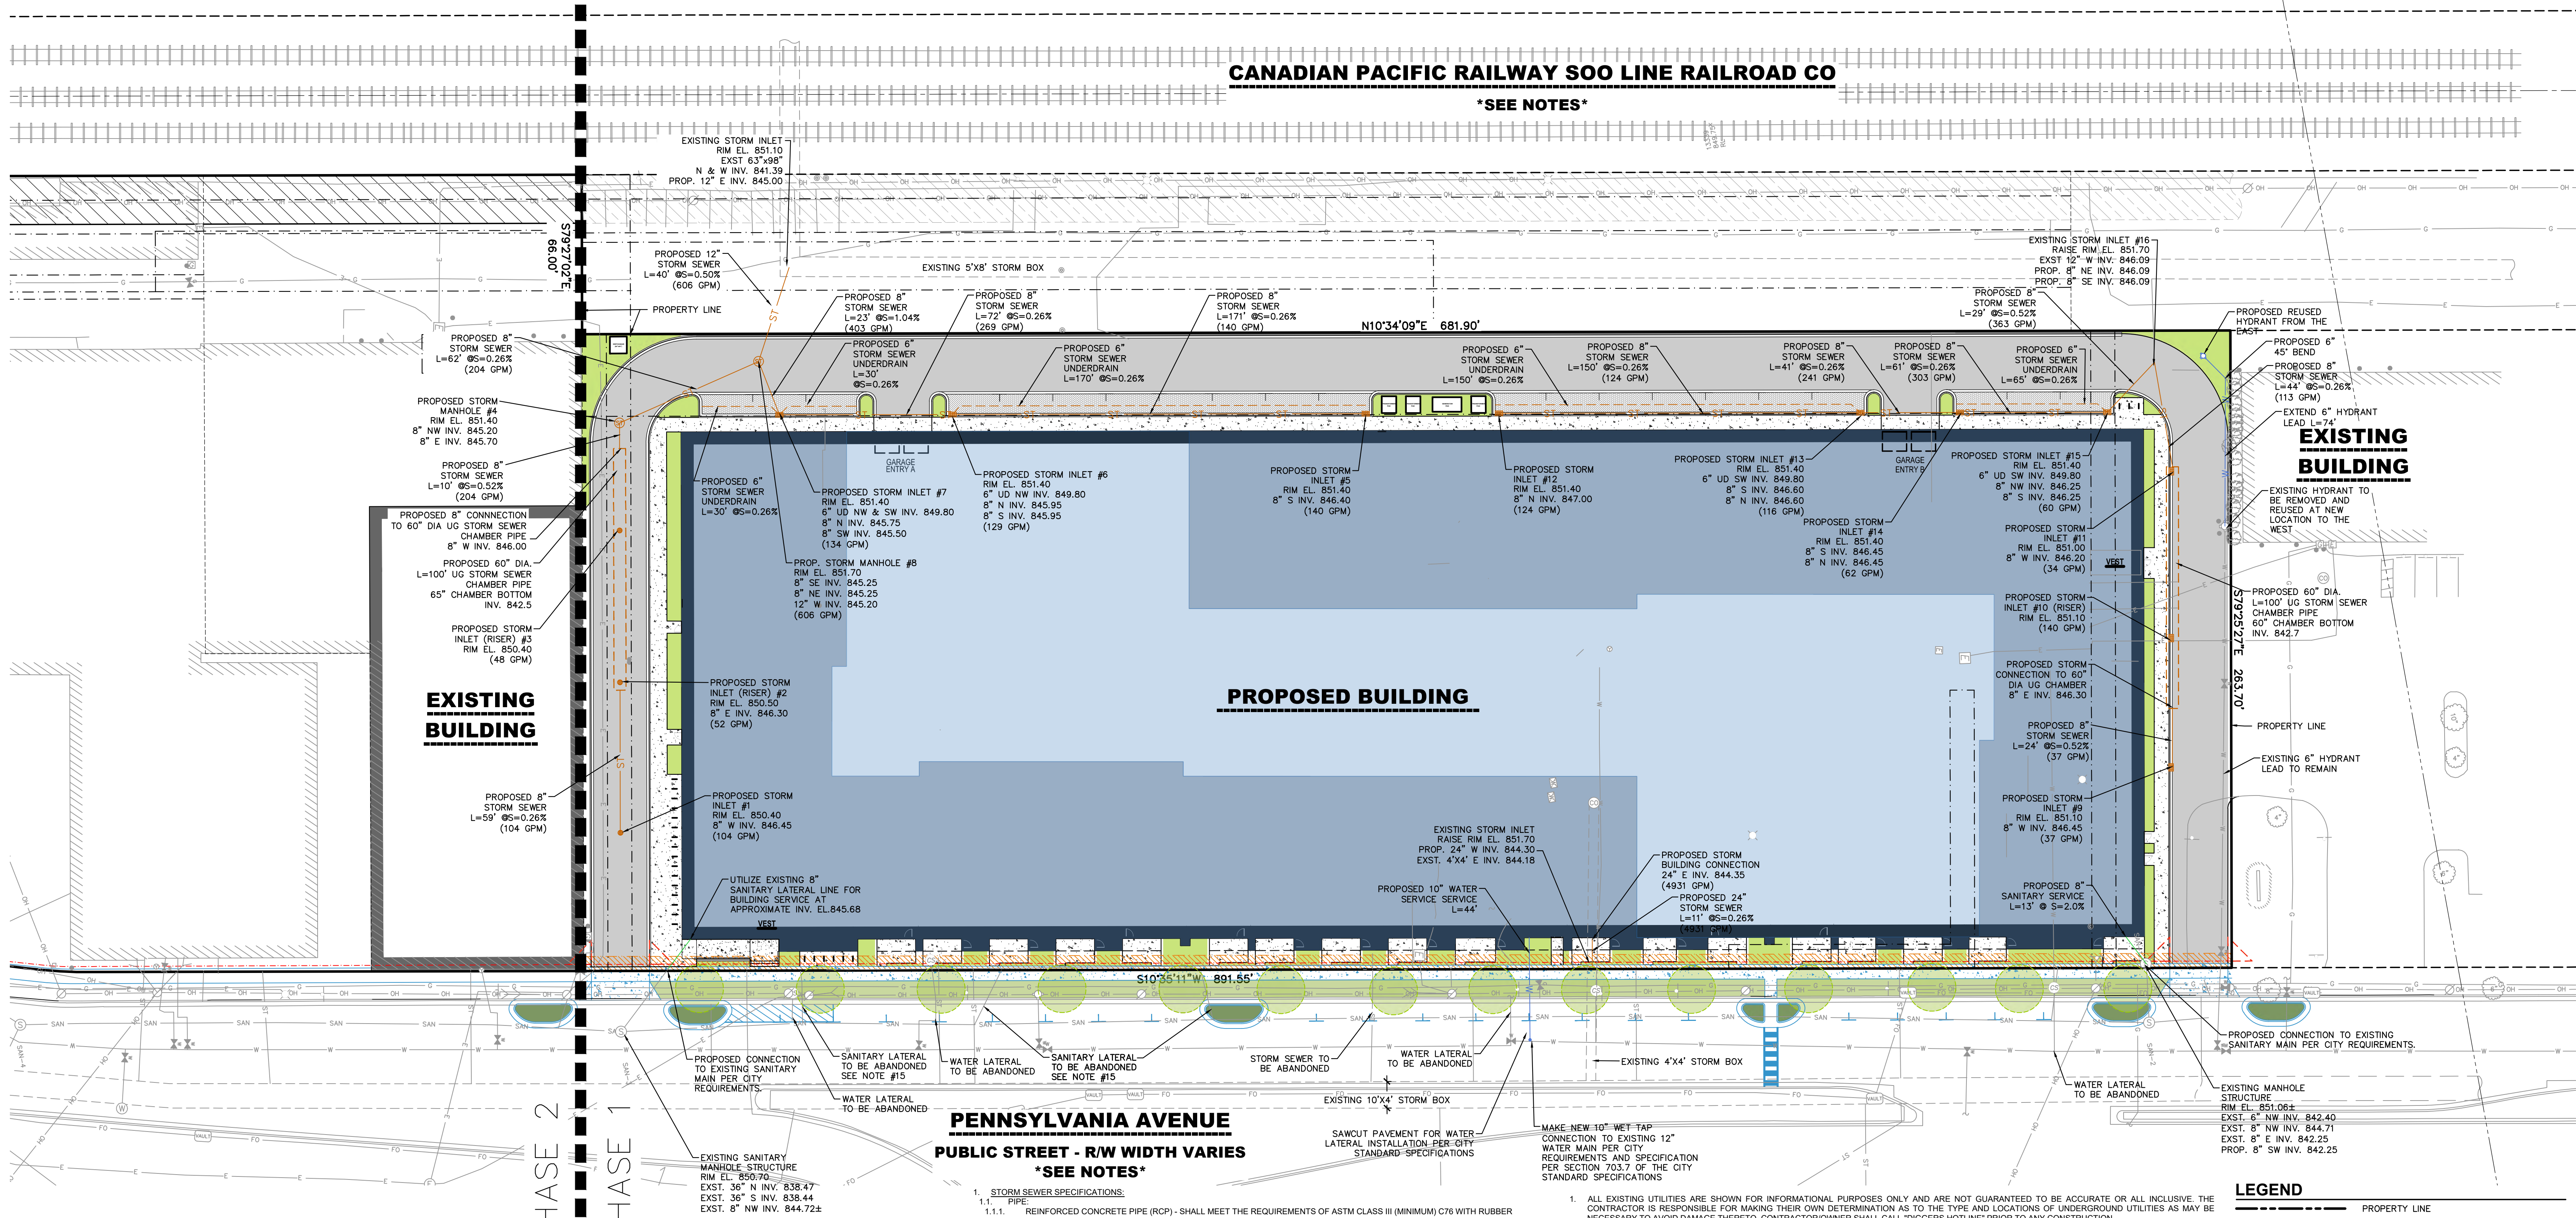 CANADIAN PACIFIC RAILWAY SOO LINE RAILROAD CO
*SEE NOTES*
EXISTING STORM INLET
RIM EL. 851.10
EXST 63"x98"
N & W INV. 841.39
PROP. 12" E INV. 845.00
S79°27'02"E
66.00'
PROPOSED 12"
STORM SEWER
L=40' @S=0.50%
(606 GPM)
EXISTING 5'X8' STORM BOX
EXISTING STORM INLET #16
RAISE RIM EL. 851.70
EXST 12" W INV. 846.09
PROP. 8" NE INV. 846.09
PROP. 8" SE INV. 846.09
PROPERTY LINE
PROPOSED 8"
STORM SEWER
L=23' @S=1.04%
(403 GPM)
PROPOSED 8"
STORM SEWER
L=72' @S=0.26%
(269 GPM)
PROPOSED 8"
STORM SEWER
L=171' @S=0.26%
(140 GPM)
N10°34'09"E 681.90'
PROPOSED 8"
STORM SEWER
L=29' @S=0.52%
(363 GPM)
PROPOSED REUSED
HYDRANT FROM THE
EAST
PROPOSED 8"
STORM SEWER
L=62' @S=0.26%
(204 GPM)
PROPOSED 6"
STORM SEWER
UNDERDRAIN
L=30'
@S=0.26%
PROPOSED 6"
STORM SEWER
UNDERDRAIN
L=170' @S=0.26%
PROPOSED 6"
STORM SEWER
UNDERDRAIN
L=150' @S=0.26%
PROPOSED 8"
STORM SEWER
L=150' @S=0.26%
(124 GPM)
PROPOSED 8"
STORM SEWER
L=41' @S=0.26%
(241 GPM)
PROPOSED 8"
STORM SEWER
L=61' @S=0.26%
(303 GPM)
PROPOSED 6"
STORM SEWER
UNDERDRAIN
L=65' @S=0.26%
PROPOSED 6"
45° BEND
PROPOSED 8"
STORM SEWER
L=44' @S=0.26%
(113 GPM)
EXTEND 6" HYDRANT
LEAD L=74'
EXISTING
BUILDING
PROPOSED STORM
MANHOLE #4
RIM EL. 851.40
8" NW INV. 845.20
8" E INV. 845.70
PROPOSED 8"
STORM SEWER
L=10' @S=0.52%
(204 GPM)
PROPOSED 8" CONNECTION
TO 60" DIA UG STORM SEWER
CHAMBER PIPE
8" W INV. 846.00
PROPOSED 60" DIA.
L=100' UG STORM SEWER
CHAMBER PIPE
65" CHAMBER BOTTOM
INV. 842.5
PROPOSED STORM
INLET (RISER) #3
RIM EL. 850.40
(48 GPM)
GARAGE
ENTRY A
PROPOSED 6"
STORM SEWER
UNDERDRAIN
L=30' @S=0.26%
PROPOSED STORM INLET #7
RIM EL. 851.40
6" UD NW & SW INV. 849.80
8" N INV. 845.75
8" SW INV. 845.50
(134 GPM)
PROP. STORM MANHOLE #8
RIM EL. 851.70
8" SE INV. 845.25
8" NE INV. 845.25
12" W INV. 845.20
(606 GPM)
PROPOSED STORM INLET #6
RIM EL. 851.40
6" UD NW INV. 849.80
8" N INV. 845.95
8" S INV. 845.95
(129 GPM)
PROPOSED STORM
INLET #5
RIM EL. 851.40
8" S INV. 846.40
(140 GPM)
PROPOSED STORM
INLET #12
RIM EL. 851.40
8" N INV. 847.00
(124 GPM)
PROPOSED STORM INLET #13
RIM EL. 851.40
6" UD SW INV. 849.80
8" S INV. 846.60
8" N INV. 846.60
(116 GPM)
GARAGE
ENTRY B
PROPOSED STORM
INLET #14
RIM EL. 851.40
8" S INV. 846.45
8" N INV. 846.45
(62 GPM)
PROPOSED STORM INLET #15
RIM EL. 851.40
6" UD SW INV. 849.80
8" NW INV. 846.25
8" S INV. 846.25
(60 GPM)
PROPOSED STORM
INLET #11
RIM EL. 851.00
8" W INV. 846.20
(34 GPM)
EXISTING HYDRANT TO
BE REMOVED AND
REUSED AT NEW
LOCATION TO THE
WEST
VEST
PROPOSED STORM
INLET #10 (RISER)
RIM EL. 851.10
(140 GPM)
PROPOSED 60" DIA.
L=100' UG STORM SEWER
CHAMBER PIPE
60" CHAMBER BOTTOM
INV. 842.7
S79°25'27"E 263.70'
PROPOSED STORM
CONNECTION TO 60"
DIA UG CHAMBER
8" E INV. 846.30
PROPERTY LINE
PROPOSED 8"
STORM SEWER
L=24' @S=0.52%
(37 GPM)
EXISTING 6" HYDRANT
LEAD TO REMAIN
PROPOSED STORM
INLET #9
RIM EL. 851.10
8" W INV. 846.45
(37 GPM)
EXISTING
BUILDING
PROPOSED STORM
INLET (RISER) #2
RIM EL. 850.50
8" E INV. 846.30
(52 GPM)
PROPOSED BUILDING
PROPOSED 8"
STORM SEWER
L=59' @S=0.26%
(104 GPM)
PROPOSED STORM
INLET #1
RIM EL. 850.40
8" W INV. 846.45
(104 GPM)
UTILIZE EXISTING 8"
SANITARY LATERAL LINE FOR
BUILDING SERVICE AT
APPROXIMATE INV. EL.845.68
VEST
EXISTING STORM INLET
RAISE RIM EL. 851.70
PROP. 24" W INV. 844.30
EXST. 4'X4' E INV. 844.18
PROPOSED 10" WATER
SERVICE SERVICE
L=44'
PROPOSED STORM
BUILDING CONNECTION
24" E INV. 844.35
(4931 GPM)
PROPOSED 24"
STORM SEWER
L=11' @S=0.26%
(4931 GPM)
PROPOSED 8"
SANITARY SERVICE
L=13' @ S=2.0%
S10°35'11"W 891.55'
PROPOSED CONNECTION
TO EXISTING SANITARY
MAIN PER CITY
REQUIREMENTS.
SANITARY LATERAL
TO BE ABANDONED
SEE NOTE #15
WATER LATERAL
TO BE ABANDONED
WATER LATERAL
TO BE ABANDONED
SANITARY LATERAL
TO BE ABANDONED
SEE NOTE #15
STORM SEWER TO
BE ABANDONED
WATER LATERAL
TO BE ABANDONED
EXISTING 4'X4' STORM BOX
EXISTING 10'X4' STORM BOX
PROPOSED CONNECTION TO EXISTING
SANITARY MAIN PER CITY REQUIREMENTS.
WATER LATERAL
TO BE ABANDONED
EXISTING MANHOLE
STRUCTURE
RIM EL. 851.06±
EXST. 6" NW INV. 842.40
EXST. 8" NW INV. 844.71
EXST. 8" E INV. 842.25
PROP. 8" SW INV. 842.25
HASE 2
HASE 1
PENNSYLVANIA AVENUE
PUBLIC STREET - R/W WIDTH VARIES
*SEE NOTES*
SAWCUT PAVEMENT FOR WATER
LATERAL INSTALLATION PER CITY
STANDARD SPECIFICATIONS
MAKE NEW 10" WET TAP
CONNECTION TO EXISTING 12"
WATER MAIN PER CITY
REQUIREMENTS AND SPECIFICATION
PER SECTION 703.7 OF THE CITY
STANDARD SPECIFICATIONS
EXISTING SANITARY
MANHOLE STRUCTURE
RIM EL. 850.70
EXST. 36" N INV. 838.47
EXST. 36" S INV. 838.44
EXST. 8" NW INV. 844.72±
1. STORM SEWER SPECIFICATIONS:
1.1. PIPE:
1.1.1. REINFORCED CONCRETE PIPE (RCP) - SHALL MEET THE REQUIREMENTS OF ASTM CLASS III (MINIMUM) C76 WITH RUBBER
1. ALL EXISTING UTILITIES ARE SHOWN FOR INFORMATIONAL PURPOSES ONLY AND ARE NOT GUARANTEED TO BE ACCURATE OR ALL INCLUSIVE. THE
CONTRACTOR IS RESPONSIBLE FOR MAKING THEIR OWN DETERMINATION AS TO THE TYPE AND LOCATIONS OF UNDERGROUND UTILITIES AS MAY BE
NECESSARY TO AVOID DAMAGE THERETO. CONTRACTOR/OWNER SHALL CALL "DIGGERS HOTLINE" PRIOR TO ANY CONSTRUCTION.
LEGEND
PROPERTY LINE